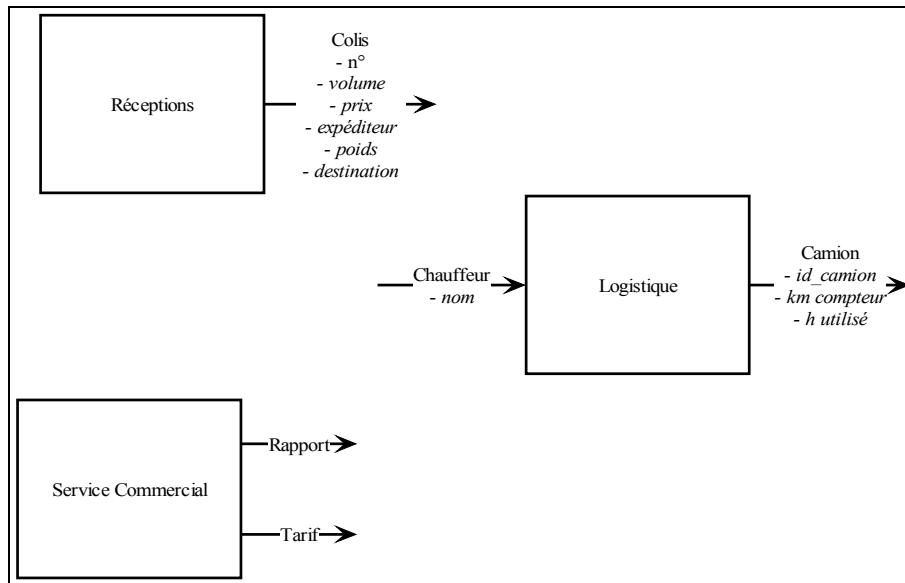 Réceptions
Colis
- n°
- volume
- prix
- expéditeur
- poids
- destination
Chauffeur
- nom
Logistique
Camion
- id_camion
- km compteur
- h utilisé
Service Commercial
Rapport
Tarif